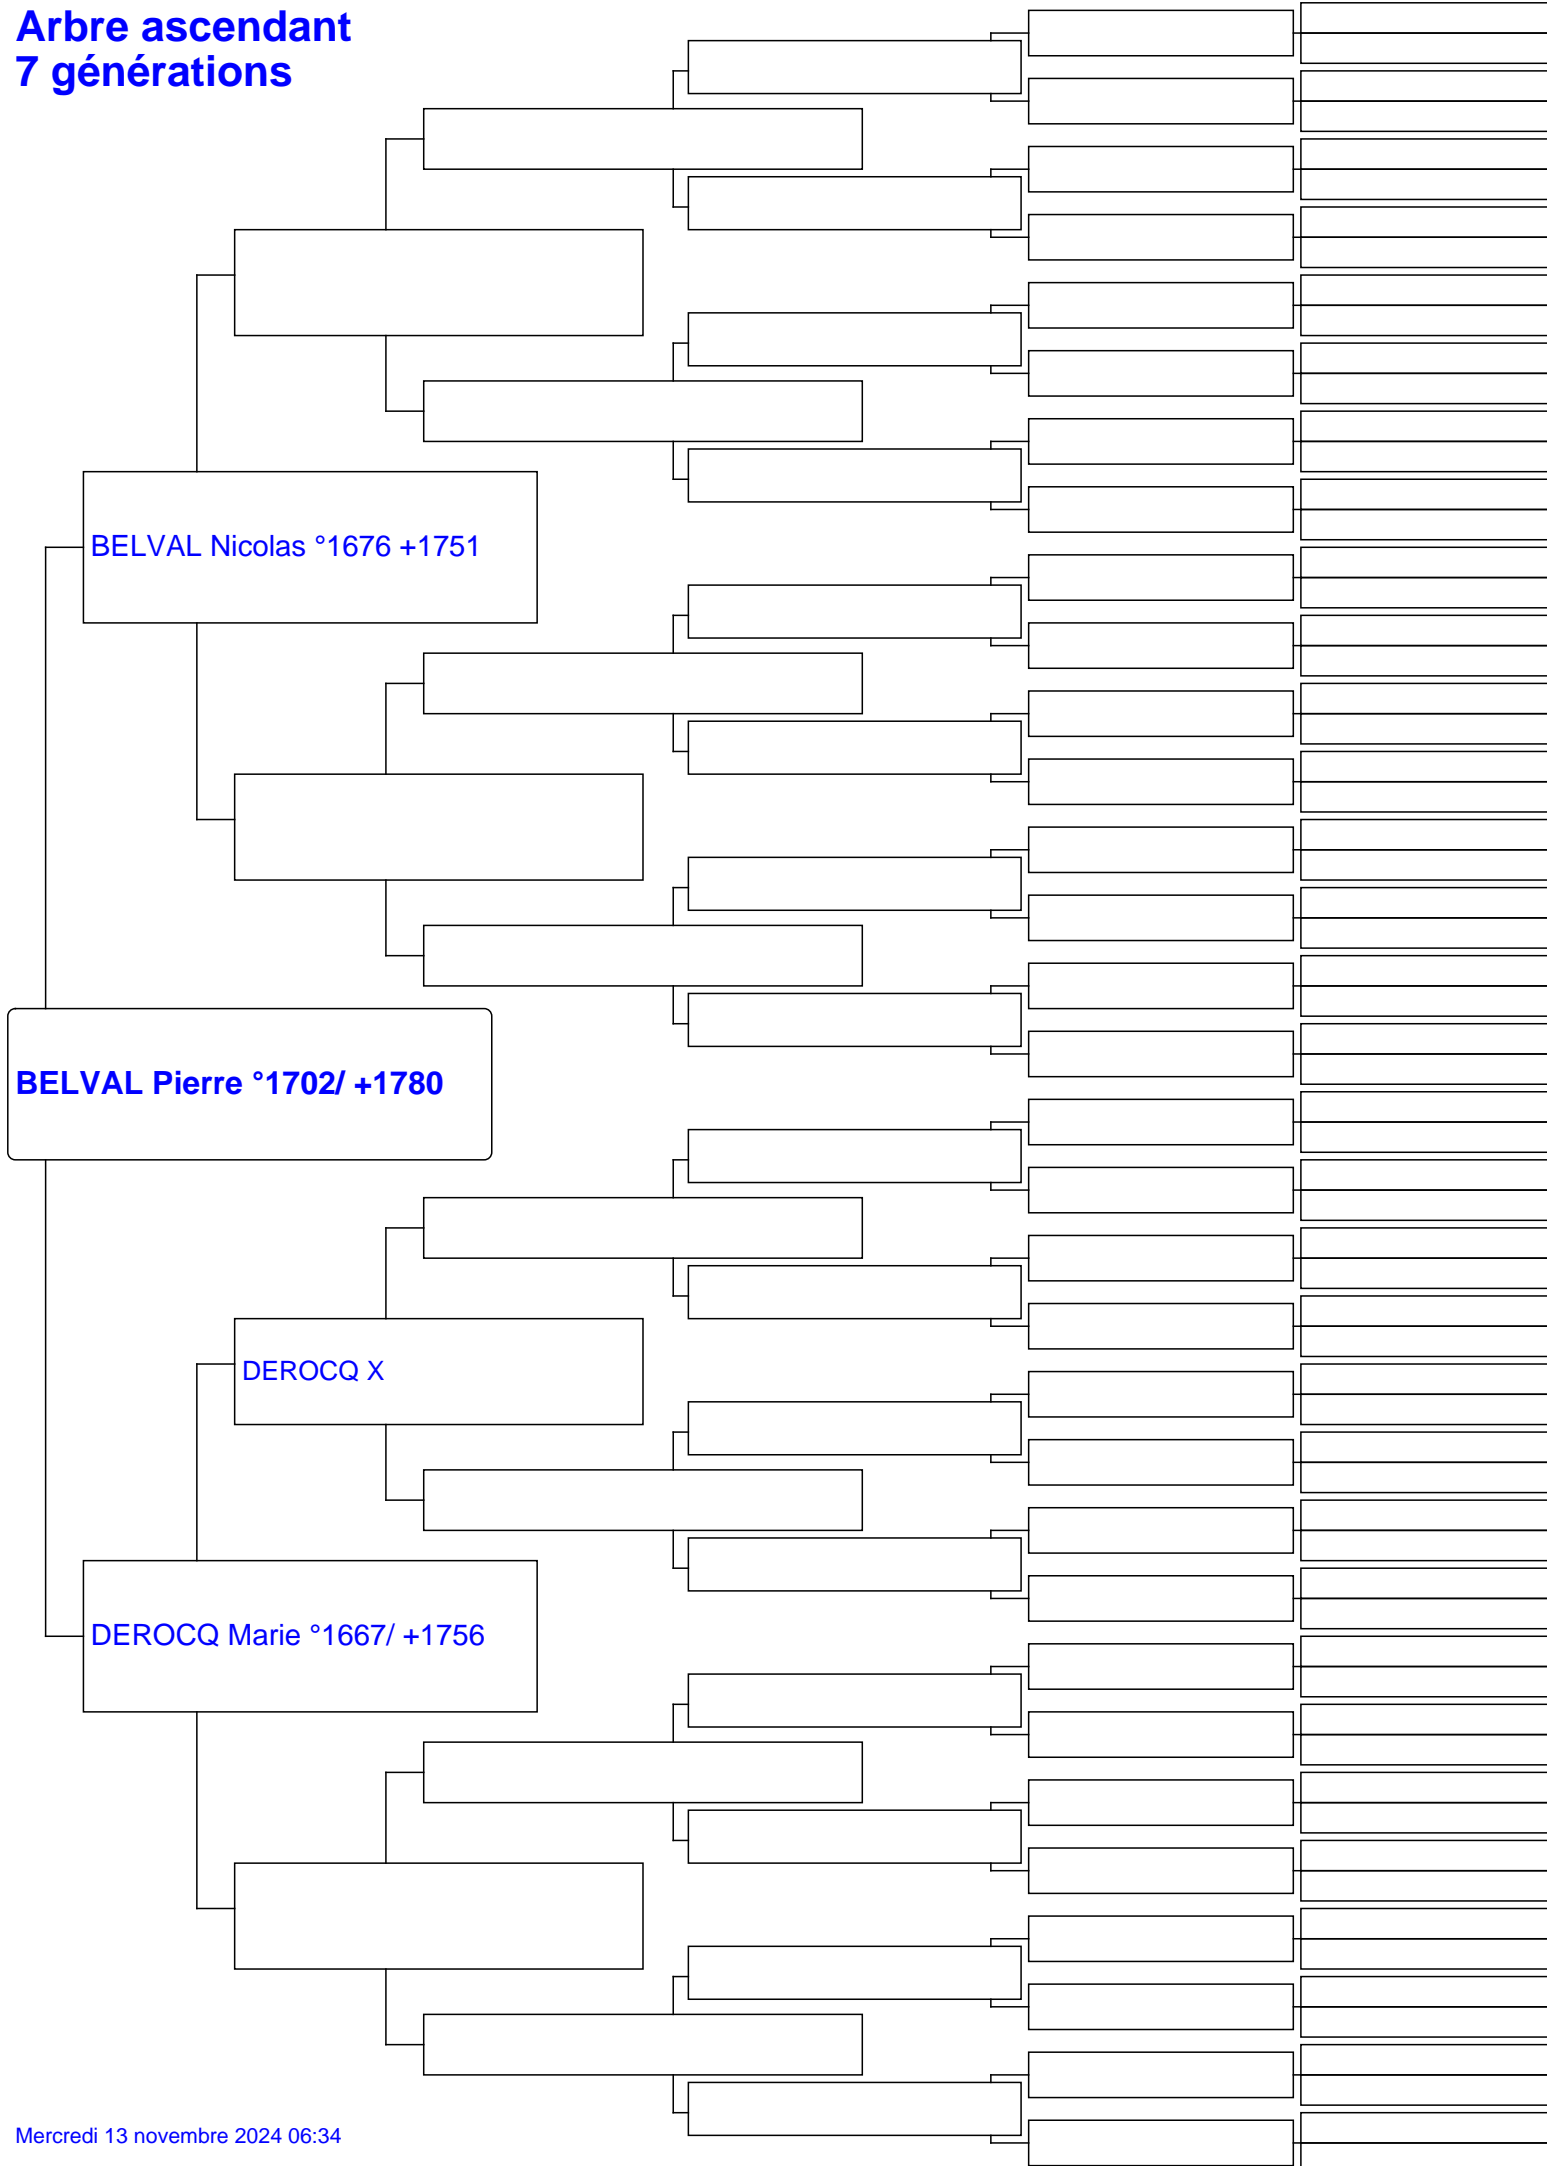 Arbre ascendant
7 générations
BELVAL Nicolas °1676 +1751
BELVAL Pierre °1702/ +1780
DEROCQ X
DEROCQ Marie °1667/ +1756
Mercredi 13 novembre 2024 06:34